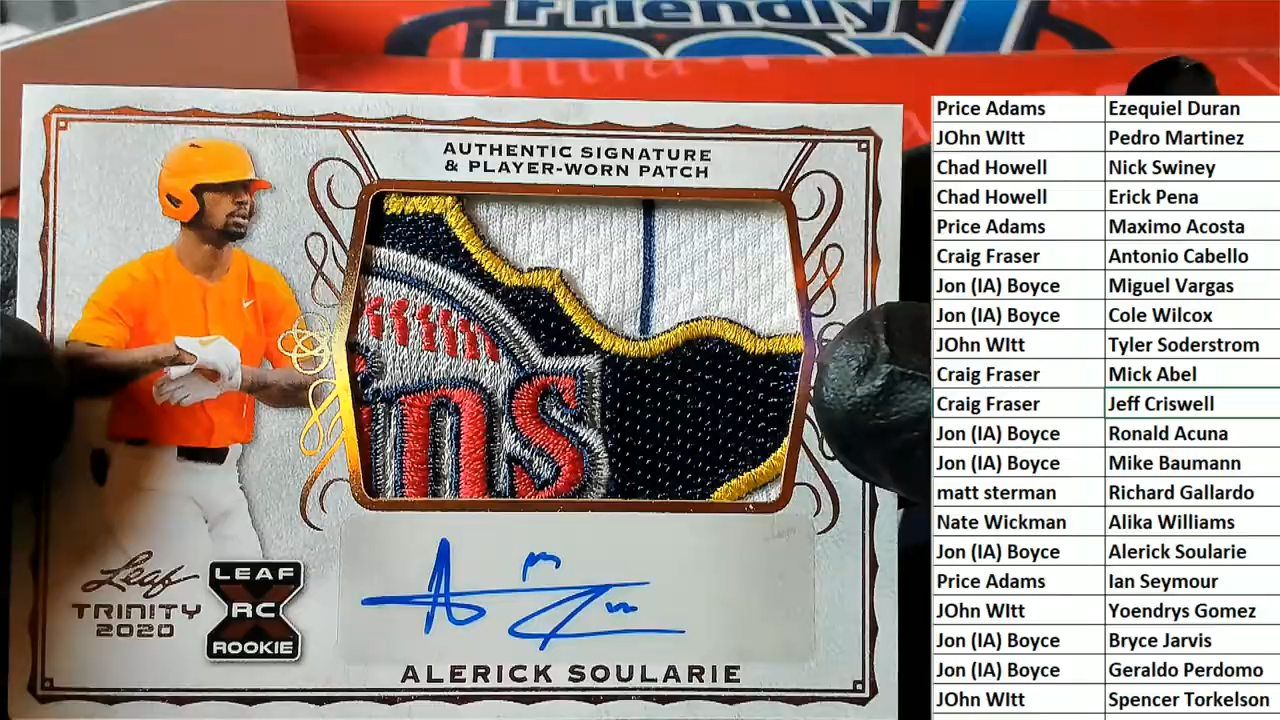 Friendly
Ultra
AUTHENTIC SIGNATURE
& PLAYER-WORN PATCH
ns
Leaf
TRINITY
2020
LEAF
RC
ROOKIE
ALERICK SOULARIE
Price Adams Ezequiel Duran
JOhn WItt Pedro Martinez
Chad Howell Nick Swiney
Chad Howell Erick Pena
Price Adams Maximo Acosta
Craig Fraser Antonio Cabello
Jon (IA) Boyce Miguel Vargas
Jon (IA) Boyce Cole Wilcox
JOhn WItt Tyler Soderstrom
Craig Fraser Mick Abel
Craig Fraser Jeff Criswell
Jon (IA) Boyce Ronald Acuna
Jon (IA) Boyce Mike Baumann
matt sterman Richard Gallardo
Nate Wickman Alika Williams
Jon (IA) Boyce Alerick Soularie
Price Adams Ian Seymour
JOhn WItt Yoendrys Gomez
Jon (IA) Boyce Bryce Jarvis
Jon (IA) Boyce Geraldo Perdomo
JOhn WItt Spencer Torkelson